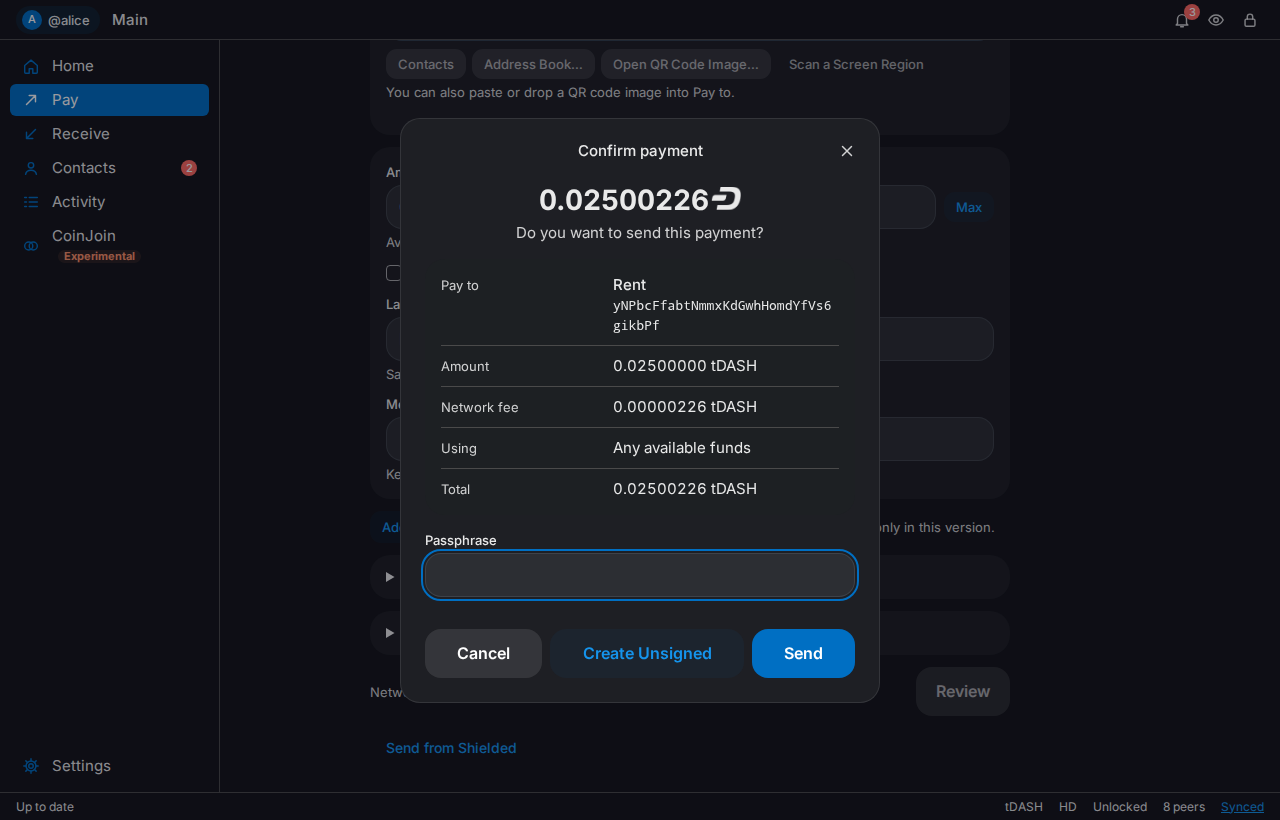 A @alice Main 3
Home
Pay
Receive
Contacts 2
Activity
CoinJoin
Experimental
Settings
Contacts Address Book... Open QR Code Image... Scan a Screen Region
You can also paste or drop a QR code image into Pay to.
Max
Confirm payment
0.02500226
Do you want to send this payment?
Pay to Rent
yNPbcFfabtNmmxKdGwhHomdYfVs6
gikbPf
Amount 0.02500000 tDASH
Network fee 0.00000226 tDASH
Using Any available funds
Total 0.02500226 tDASH
only in this version.
Passphrase
Cancel Create Unsigned Send
Review
Send from Shielded
Up to date tDASH HD Unlocked 8 peers Synced